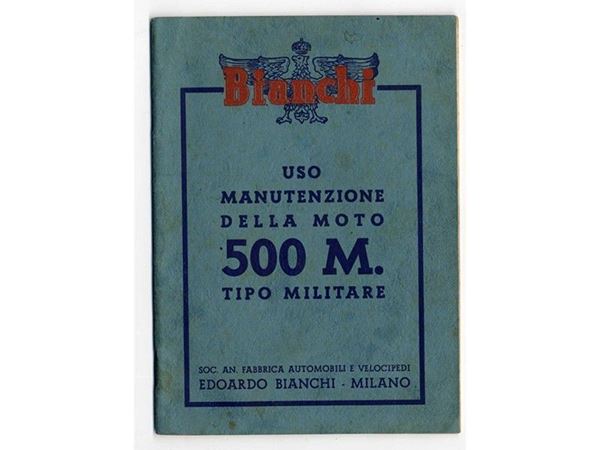 Bianchi
USO
MANUTENZIONE
DELLA MOTO
500 M.
TIPO MILITARE
SOC. AN. FABBRICA AUTOMOBILI E VELOCIPEDI
EDOARDO BIANCHI - MILANO